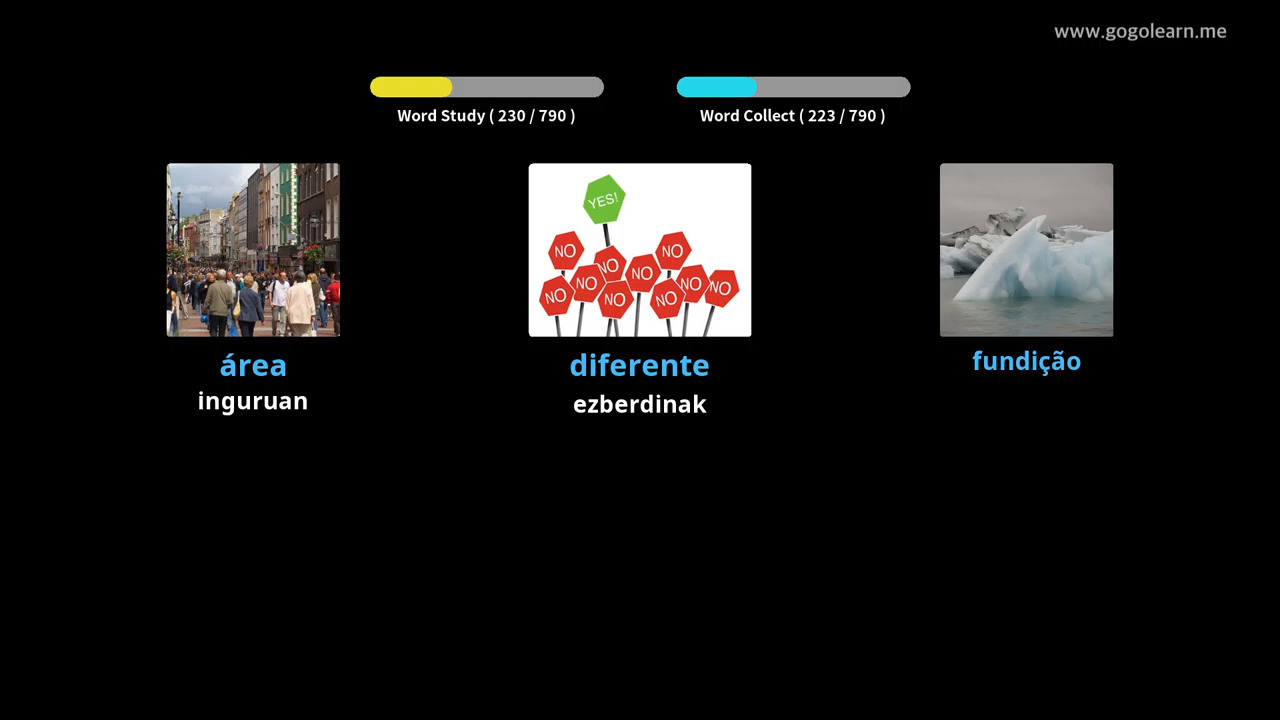 www.gogolearn.me
Word Study ( 230 / 790 )
Word Collect ( 223 / 790 )
YES!
NO
NO
NO
NO
NO
NO
NO
NO
NO
NO
área
inguruan
diferente
ezberdinak
fundição